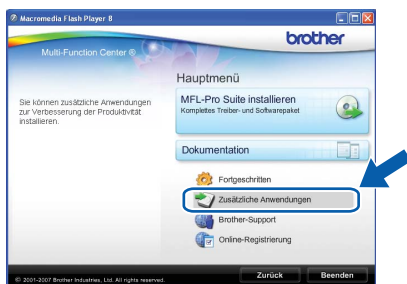 Macromedia Flash Player 8
brother
Multi-Function Center ®
Hauptmenü
Sie können zusätzliche Anwendungen
zur Verbesserung der Produktivität
installieren.
MFL-Pro Suite installieren
Komplettes Treiber- und Softwarepaket
Dokumentation
Fortgeschritten
Zusätzliche Anwendungen
Brother-Support
Online-Registrierung
© 2001-2007 Brother Industries, Ltd. All rights reserved.
Zurück
Beenden